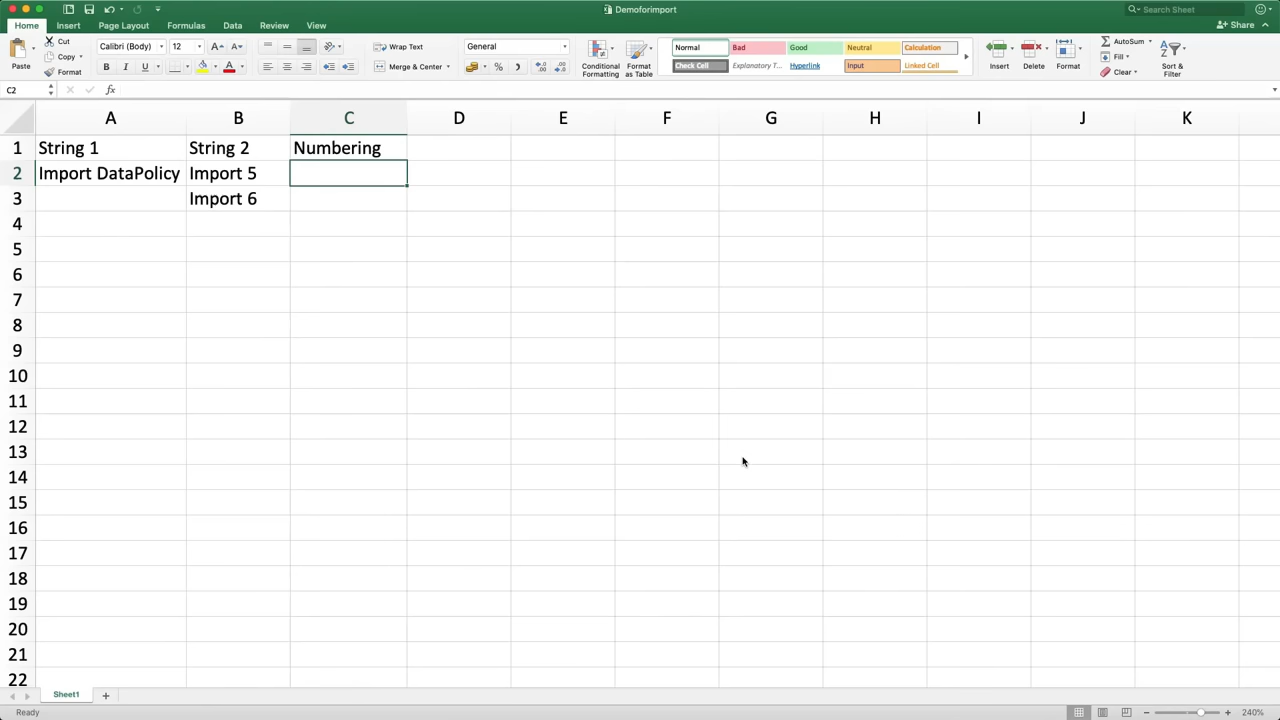 Demoforimport
Search Sheet
Home Insert Page Layout Formulas Data Review View
Share
Paste
Cut
Copy
Format
Calibri (Body) 12
A A
B I U A
Wrap Text
Merge & Center
General
%
Conditional Formatting
Format as Table
Normal Bad Good Neutral Calculation
Check Cell Explanatory T... Hyperlink Input Linked Cell
Insert
Delete
Format
AutoSum
Fill
Clear
Sort & Filter
C2 fx
A B C D E F G H I J K
1 String 1 String 2 Numbering
2 Import DataPolicy Import 5
3 Import 6
4
5
6
7
8
9
10
11
12
13
14
15
16
17
18
19
20
21
22
Sheet1
Ready
240%